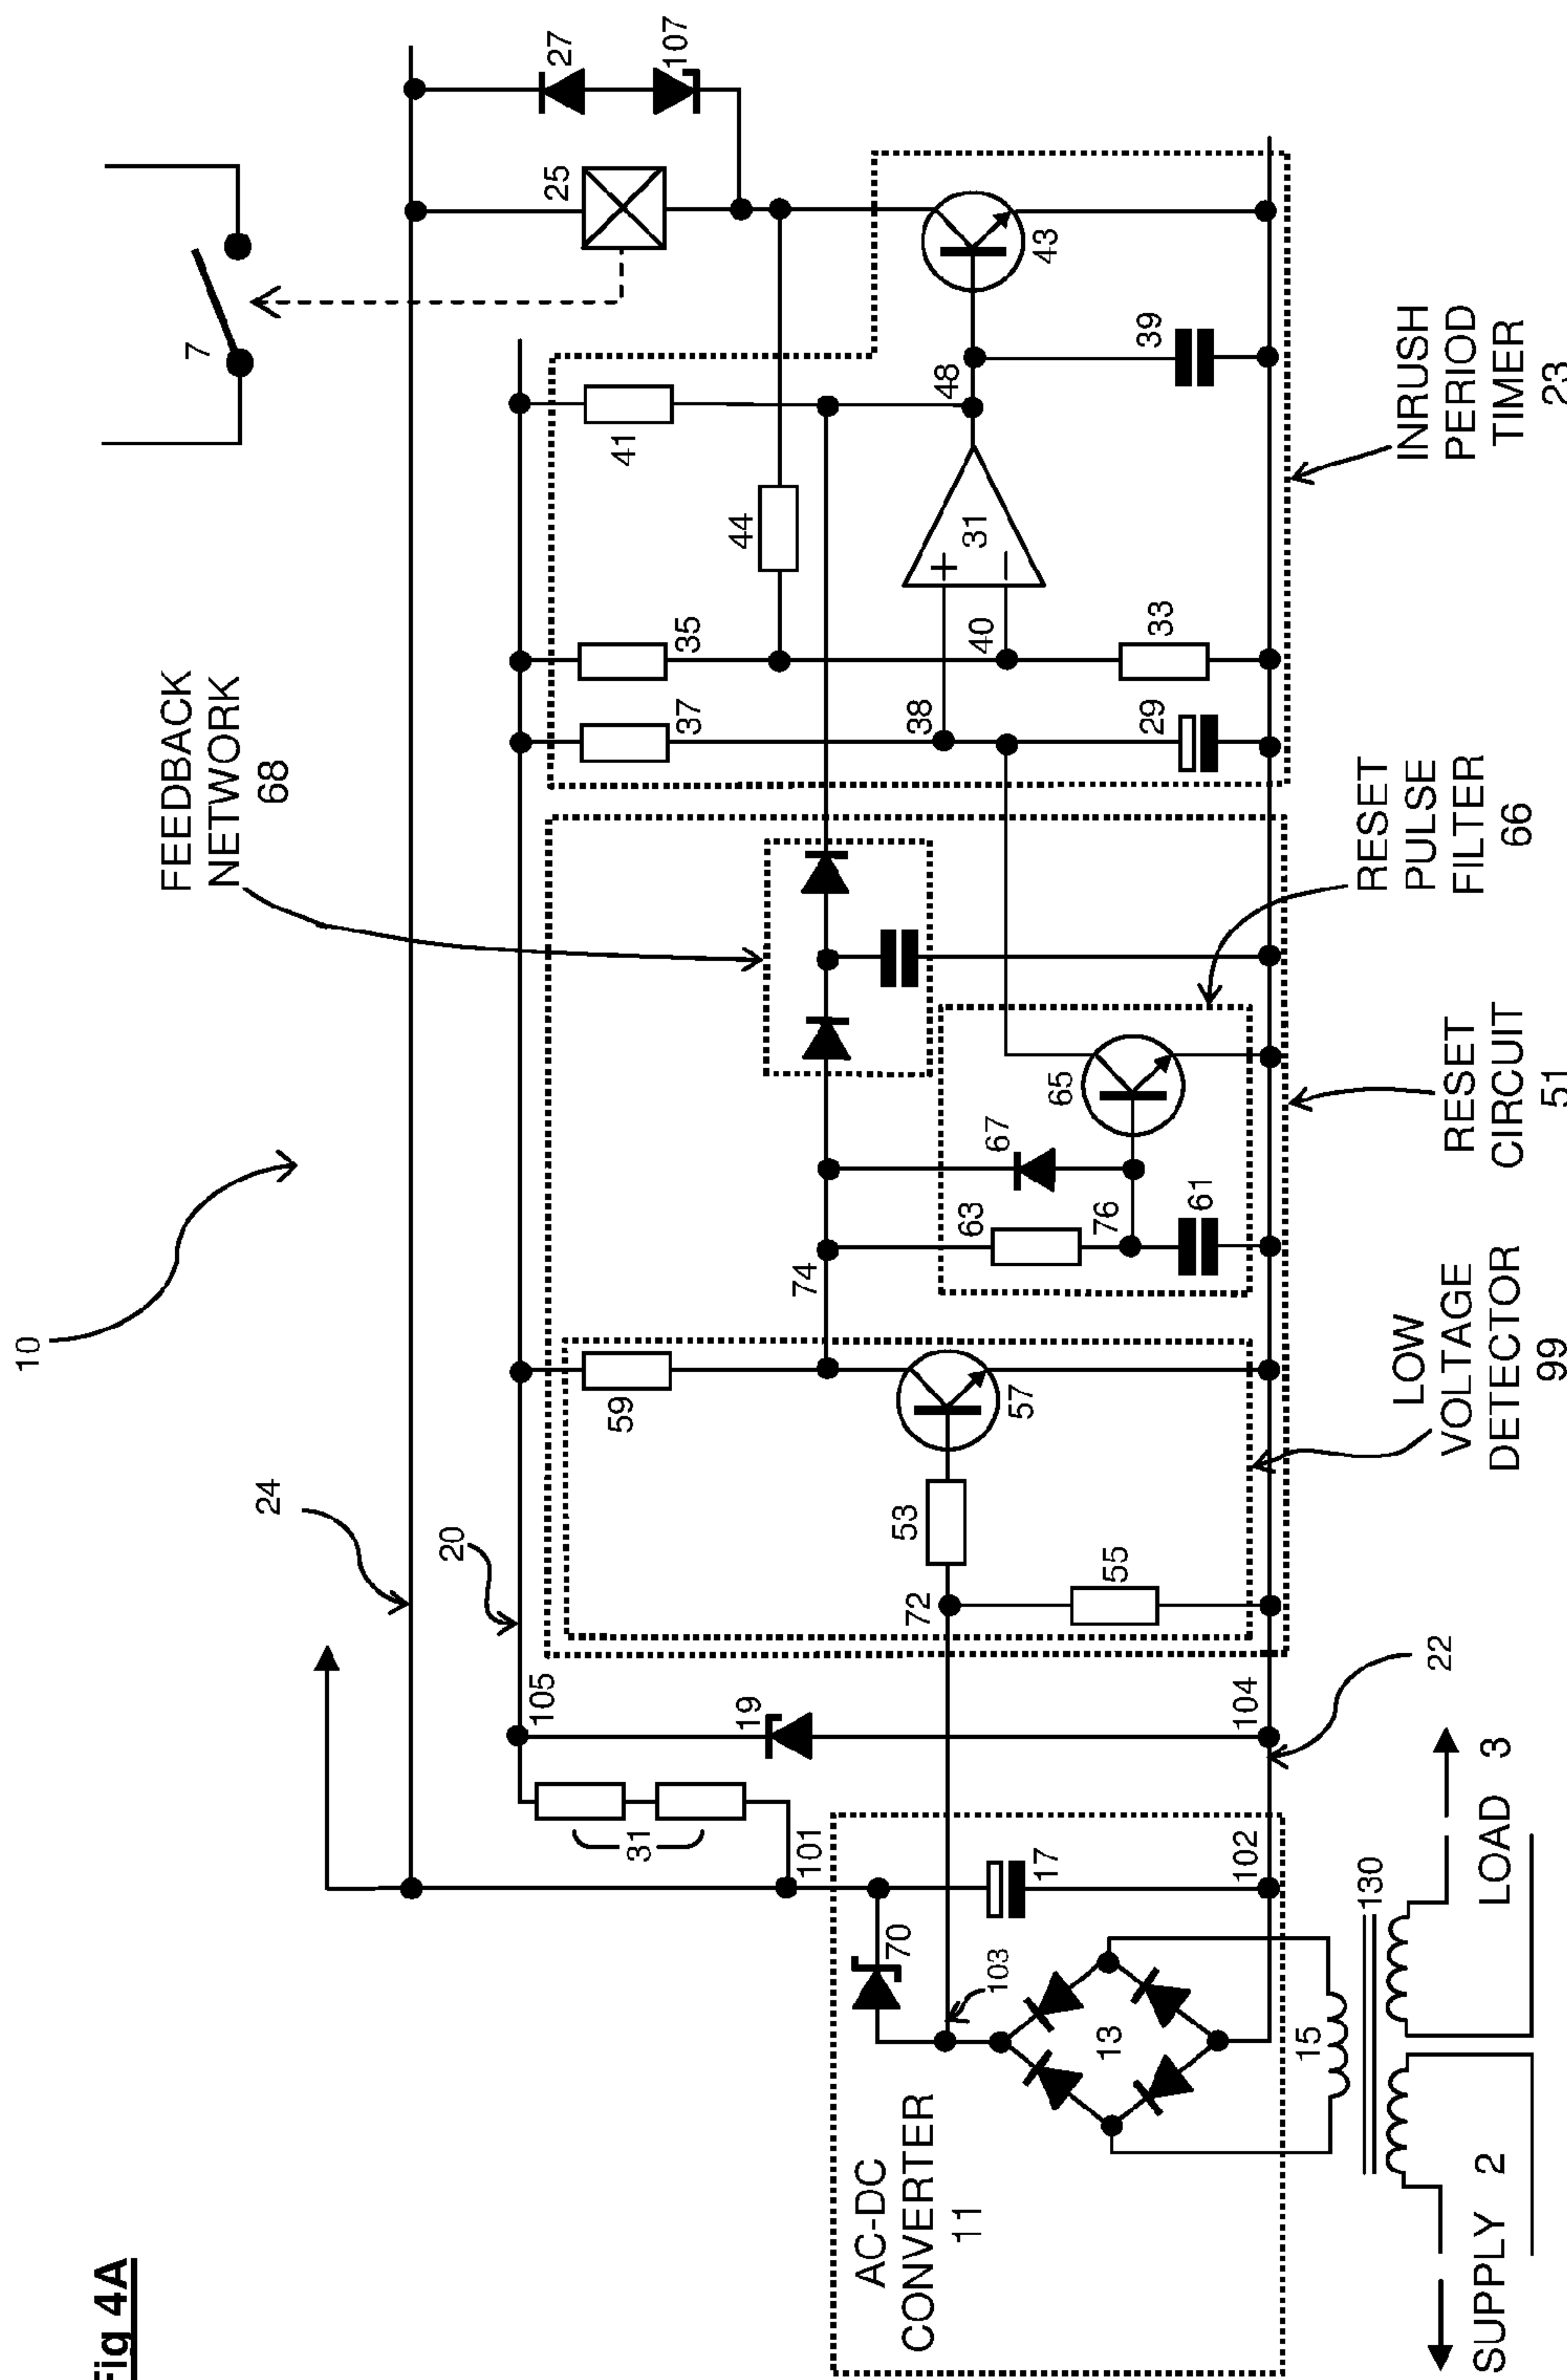 Fig 4A
10
24
20
105
31
101
19
104
22
102
17
70
103
13
15
130
AC-DC
CONVERTER
11
SUPPLY 2
LOAD 3
72
53
55
57
59
LOW
VOLTAGE
DETECTOR
99
74
63
76
61
67
65
RESET
CIRCUIT
51
RESET
PULSE
FILTER
66
FEEDBACK
NETWORK
68
37
38
29
35
40
33
44
+
−
31
41
48
39
43
INRUSH
PERIOD
TIMER
23
7
25
27
107